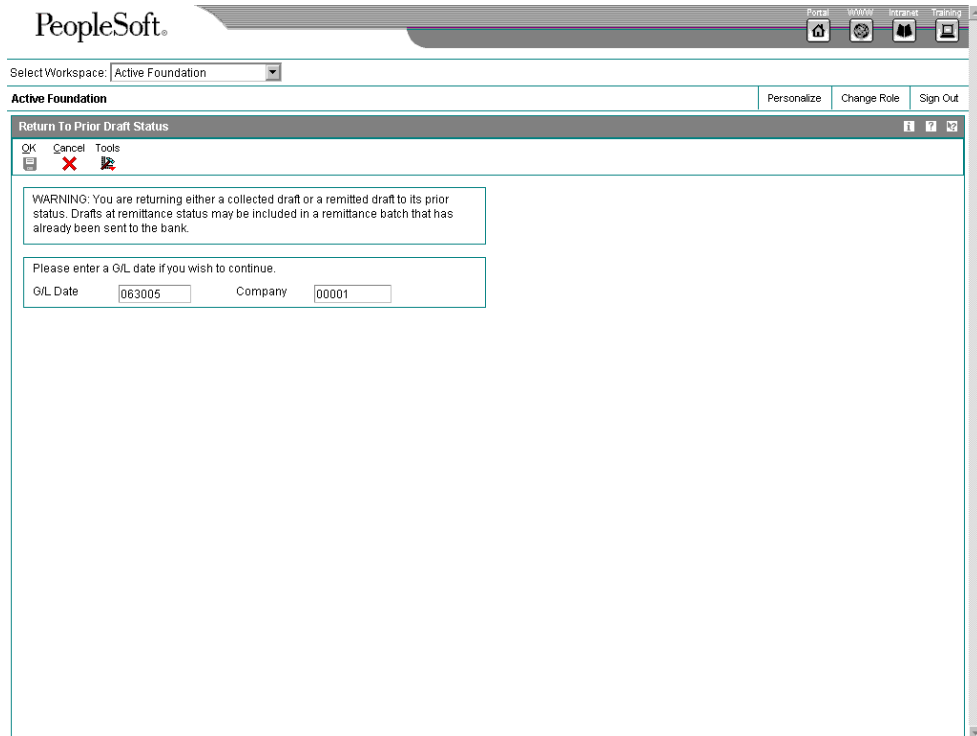 Portal WWW Intranet Training
PeopleSoft®
Select Workspace: Active Foundation
Active Foundation Personalize Change Role Sign Out
Return To Prior Draft Status
OK Cancel Tools
WARNING: You are returning either a collected draft or a remitted draft to its prior
status. Drafts at remittance status may be included in a remittance batch that has
already been sent to the bank.
Please enter a G/L date if you wish to continue.
G/L Date 063005 Company 00001